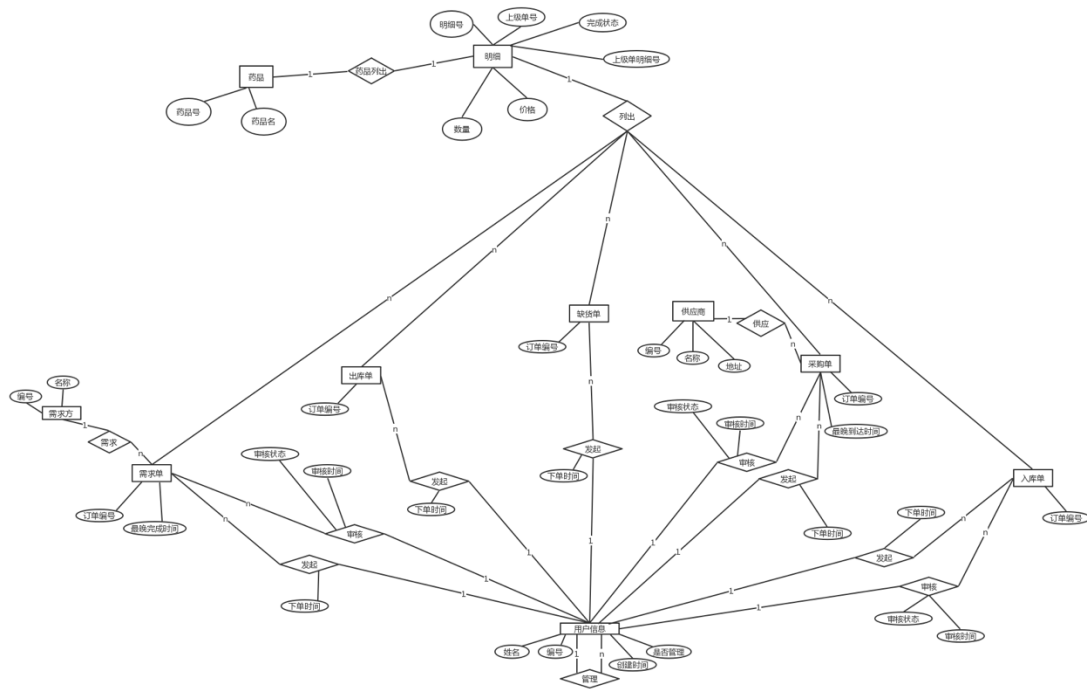 明细号
上级单号
完成状态
明细
上级单明细号
药品
1
药品列出
1
1
药品号
药品名
数量
价格
列出
n
n
n
n
n
缺货单
订单编号
供应商
1
供应
n
编号
名称
地址
采购单
订单编号
最晚到达时间
出库单
订单编号
编号
名称
需求方
1
需求
n
需求单
订单编号
最晚完成时间
审核状态
审核时间
n
审核
1
n
发起
下单时间
1
n
发起
下单时间
1
n
发起
下单时间
1
审核状态
审核时间
n
审核
1
n
发起
下单时间
1
入库单
订单编号
下单时间
n
发起
1
n
审核
1
审核状态
审核时间
用户信息
姓名
编号
1
n
创建时间
是否管理
管理